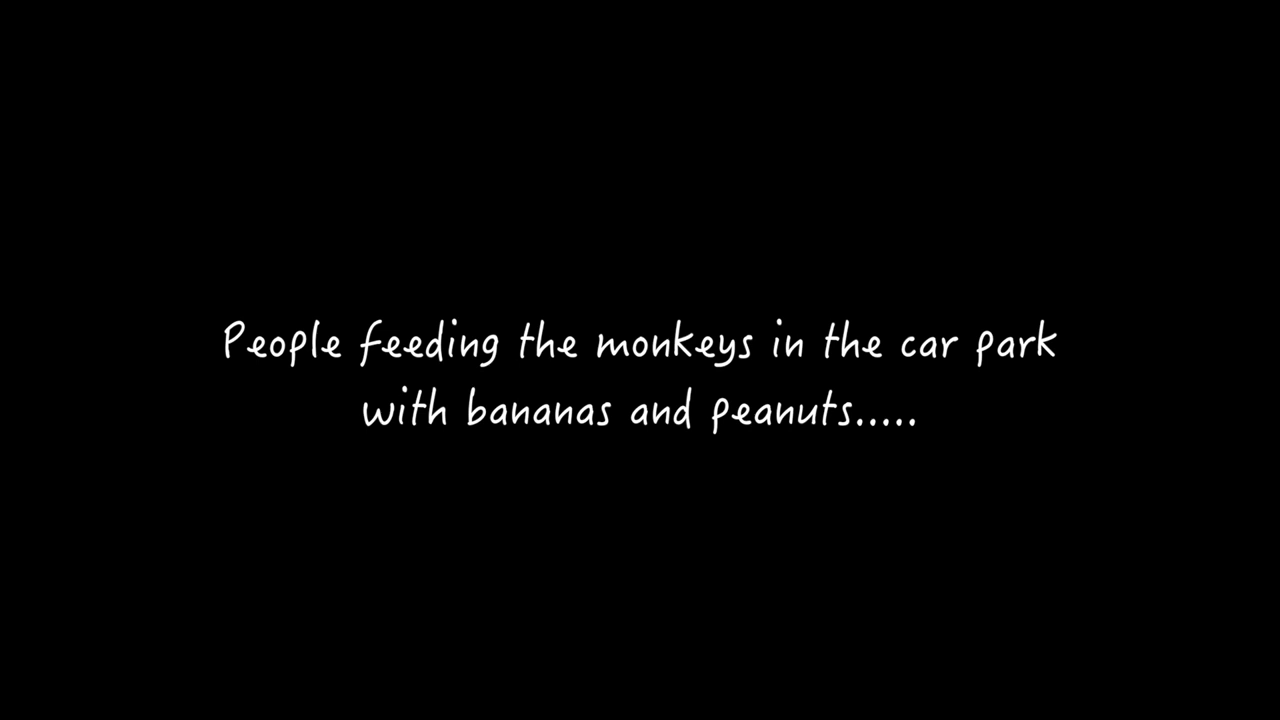 People feeding the monkeys in the car park
with bananas and peanuts.....